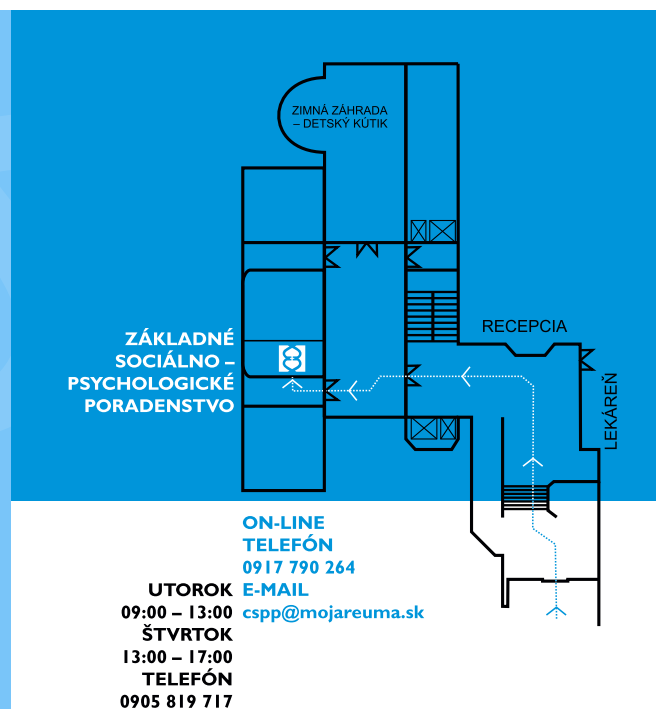 ZIMNÁ ZÁHRADA
– DETSKÝ KÚTIK
RECEPCIA
LEKÁREŇ
ZÁKLADNÉ
SOCIÁLNO –
PSYCHOLOGICKÉ
PORADENSTVO
UTOROK
09:00 – 13:00
ŠTVRTOK
13:00 – 17:00
TELEFÓN
0905 819 717
ON-LINE
TELEFÓN
0917 790 264
E-MAIL
cspp@mojareuma.sk